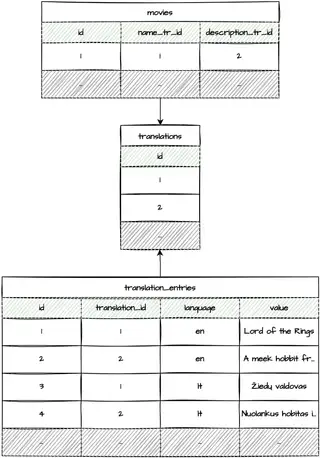 movies
id name_tr_id description_tr_id
1 1 2
... ... ...
translations
id
1
2
...
translation_entries
id translation_id language value
1 1 en Lord of the Rings
2 2 en A meek hobbit fr...
3 1 lt Žiedų valdovas
4 2 lt Nuolankus hobitas i...
... ... ... ...